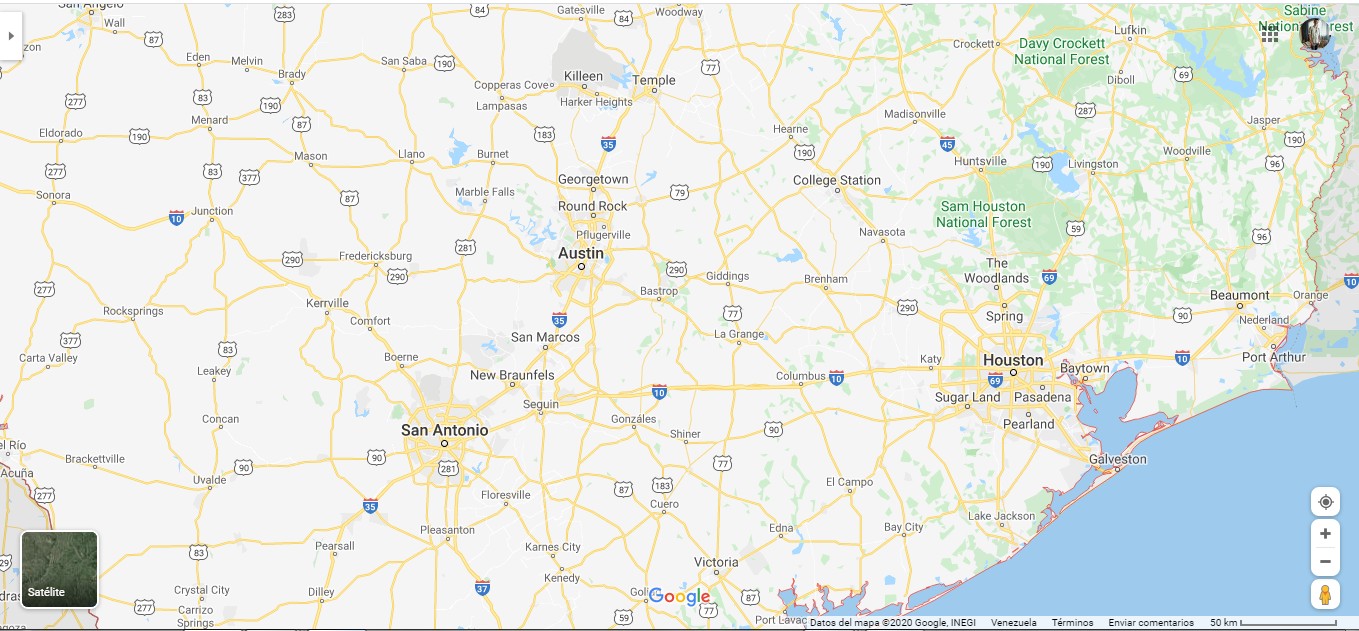 San Angelo
Wall
87
283
84
Gatesville
84
Woodway
Sabine
National Forest
Lufkin
Crockett
Davy Crockett
National Forest
Diboll
69
Eden
Melvin
Brady
San Saba
190
Killeen
Temple
77
Copperas Cove
Harker Heights
Lampasas
277
83
190
Menard
87
183
35
Hearne
190
Madisonville
45
287
Jasper
190
Eldorado
190
Mason
Llano
Burnet
Huntsville
190
Livingston
Woodville
96
277
83
377
Georgetown
79
College Station
Sonora
87
Marble Falls
Round Rock
Sam Houston
National Forest
10
Junction
59
Pflugerville
Navasota
96
281
Austin
290
Fredericksburg
290
290
Giddings
Brenham
The
Woodlands
69
10
277
Bastrop
Beaumont
Orange
Kerrville
290
Rocksprings
Comfort
35
77
Spring
90
Nederland
377
San Marcos
La Grange
83
Carta Valley
Boerne
Katy
Houston
10
Port Arthur
Leakey
New Braunfels
Columbus
10
69
Baytown
10
Seguin
Sugar Land
Pasadena
Concan
Gonzáles
Pearland
San Antonio
Shiner
90
el Río
Brackettville
90
90
281
77
Galveston
Acuña
Uvalde
277
35
Floresville
87
183
El Campo
Cuero
Lake Jackson
Pleasanton
Edna
Bay City
Pearsall
83
Karnes City
Victoria
Kenedy
37
Satélite
Crystal City
Dilley
Google
87
277
Carrizo
Springs
59
77
Port Lavac
Datos del mapa ©2020 Google, INEGI
Venezuela
Términos
Enviar comentarios
50 km